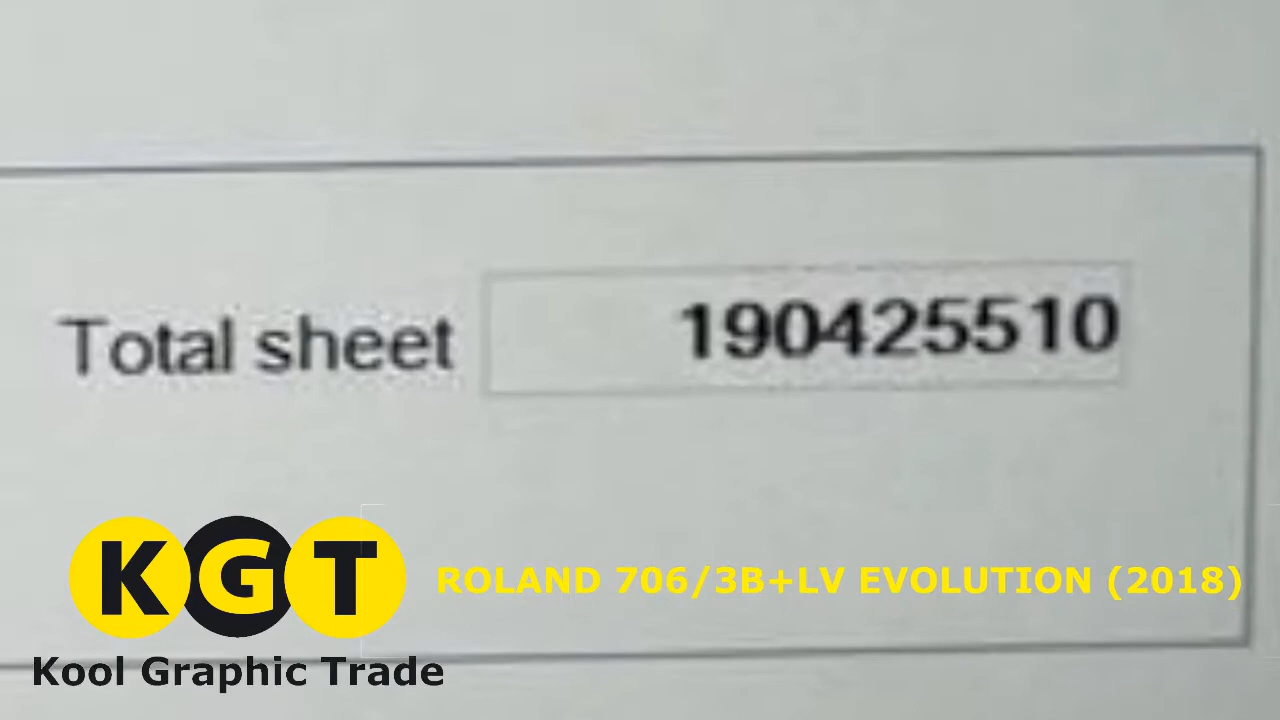 Total sheet 190425510
KGT
ROLAND 706/3B+LV EVOLUTION (2018)
Kool Graphic Trade